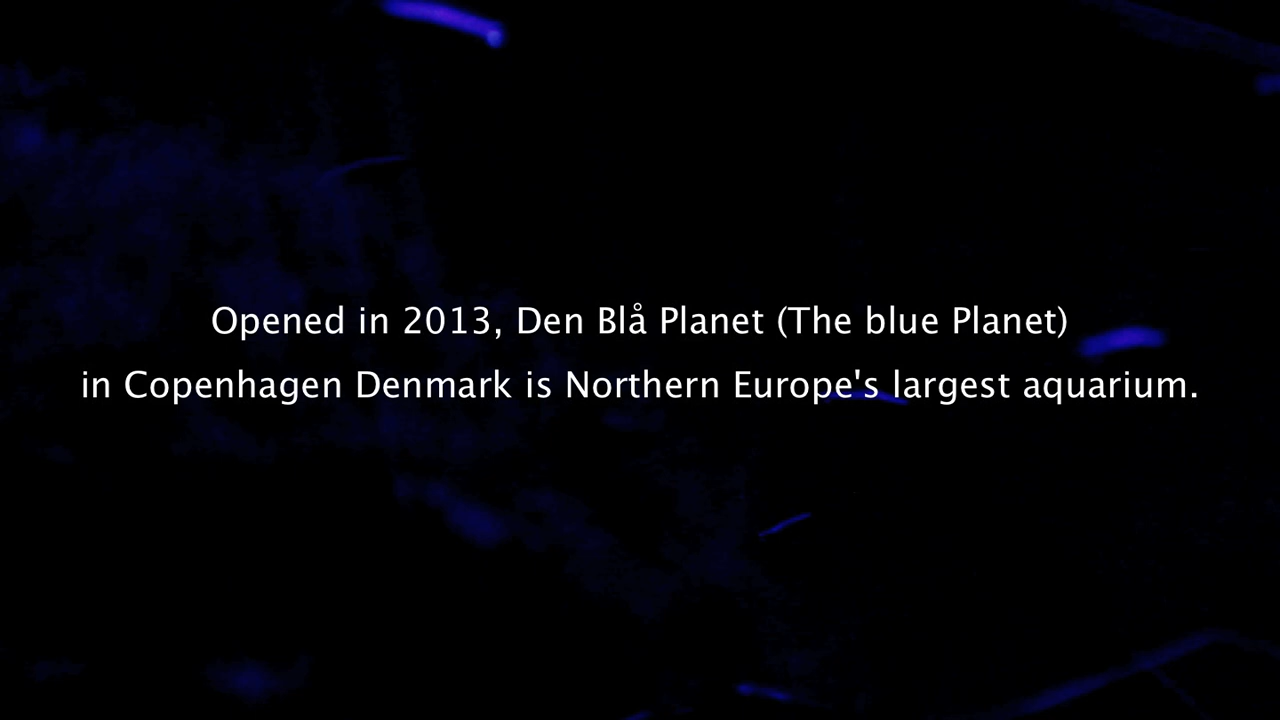 Opened in 2013, Den Blå Planet (The blue Planet)
in Copenhagen Denmark is Northern Europe's largest aquarium.